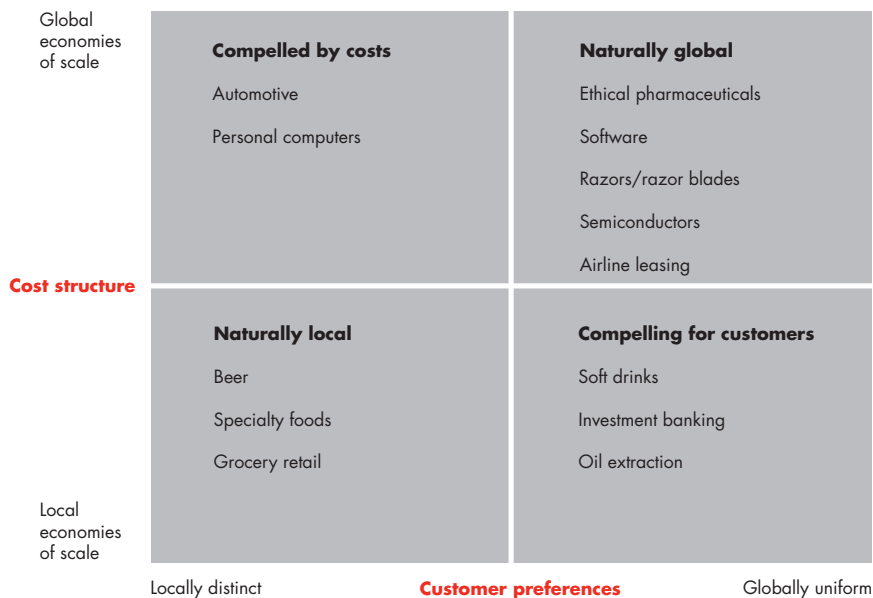 Global
economies
of scale
Compelled by costs
Automotive
Personal computers
Naturally global
Ethical pharmaceuticals
Software
Razors/razor blades
Semiconductors
Airline leasing
Cost structure
Naturally local
Beer
Specialty foods
Grocery retail
Compelling for customers
Soft drinks
Investment banking
Oil extraction
Local
economies
of scale
Locally distinct
Customer preferences
Globally uniform